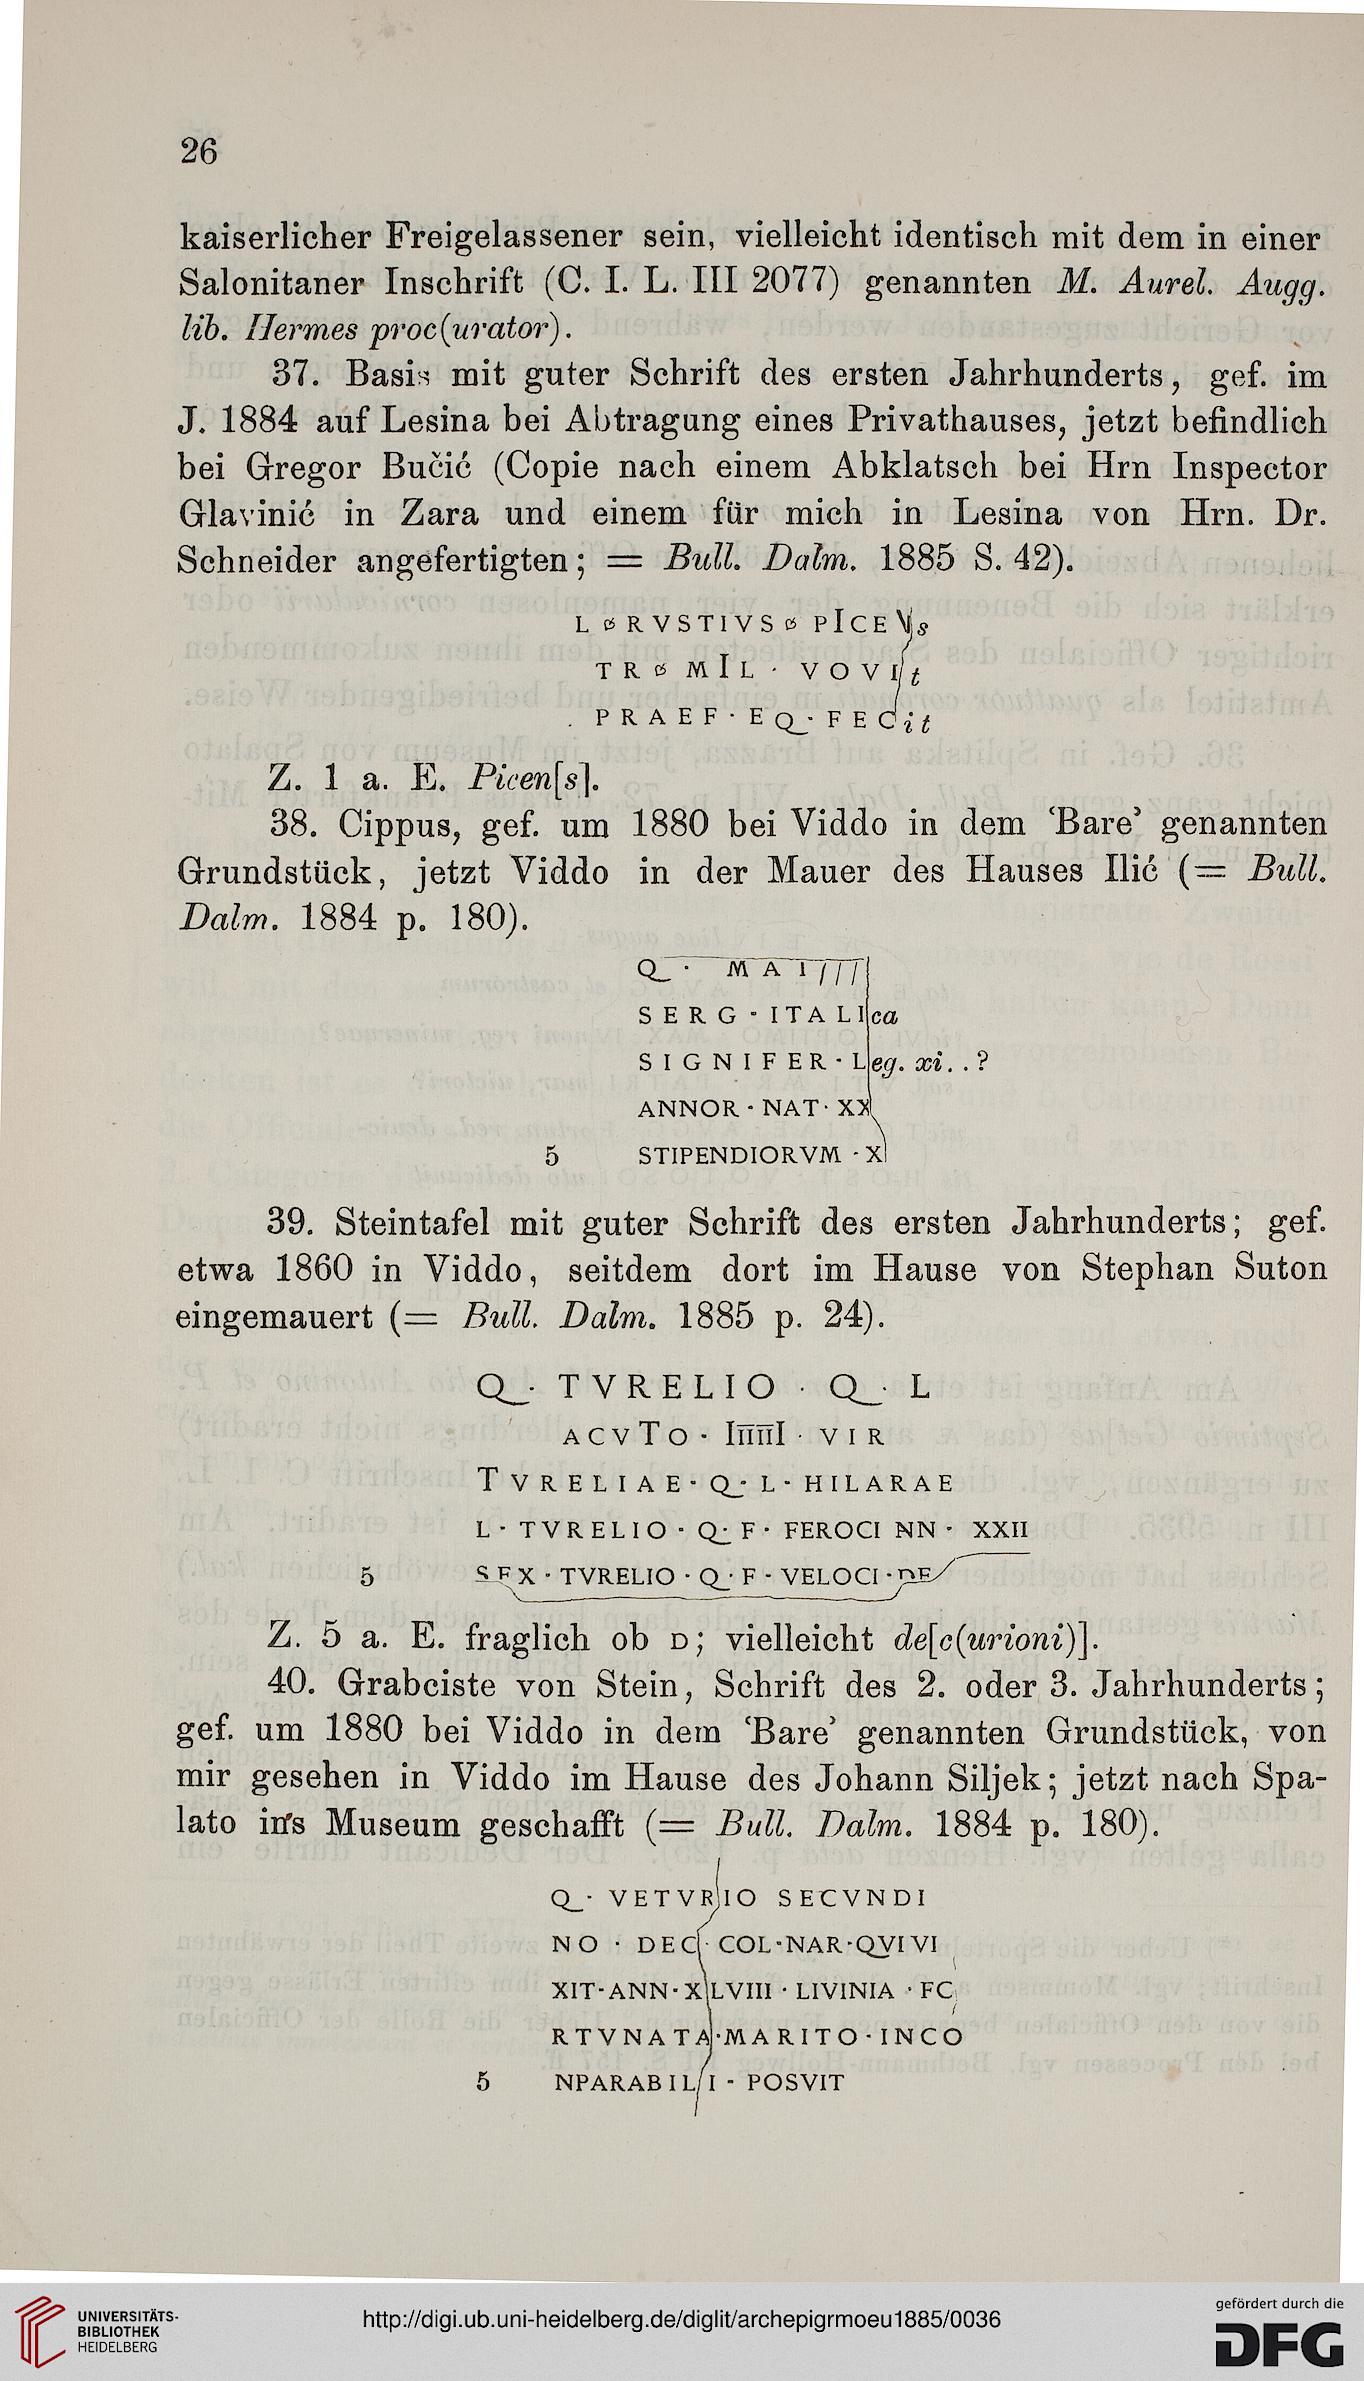 26
kaiserlicher Freigelassener sein, vielleicht identisch mit dem in einer
Salonitaner Inschrift (C. I. L. III 2077) genannten M. Aurel. Augg.
lib. Hermes proc(urator).
37. Basis mit guter Schrift des ersten Jahrhunderts, gef. im
J. 1884 auf Lesina bei Abtragung eines Privathauses, jetzt befindlich
bei Gregor Bučić (Copie nach einem Abklatsch bei Hrn Inspector
Glavinić in Zara und einem für mich in Lesina von Hrn. Dr.
Schneider angefertigten; = Bull. Dalm. 1885 S. 42).
L ∅ RVSTIVS ∅ PICE\\s
TR ∅ MIL · VOVIt
PRAEF · EQ · FECit
Z. 1 a. E. Picen[s].
38. Cippus, gef. um 1880 bei Viddo in dem ‘Bare’ genannten
Grundstück, jetzt Viddo in der Mauer des Hauses Ilić (= Bull.
Dalm. 1884 p. 180).
Q · MAI///
SERG · ITALIca
SIGNIFER · Leg. xi..?
ANNOR · NAT · XX
5 STIPENDIORVM · X
39. Steintafel mit guter Schrift des ersten Jahrhunderts; gef.
etwa 1860 in Viddo, seitdem dort im Hause von Stephan Suton
eingemauert (= Bull. Dalm. 1885 p. 24).
Q · TVRELIO · Q · L
ACVTO · IIIIII · VIR
TVRELIAE · Q · L · HILARAE
L · TVRELIO · Q · F · FEROCI NN · XXII
5 SEX · TVRELIO · Q · F · VELOCI · DE
Z. 5 a. E. fraglich ob D; vielleicht de[c(urioni)].
40. Grabciste von Stein, Schrift des 2. oder 3. Jahrhunderts;
gef. um 1880 bei Viddo in dem ‘Bare’ genannten Grundstück, von
mir gesehen in Viddo im Hause des Johann Siljek; jetzt nach Spa-
lato in's Museum geschafft (= Bull. Dalm. 1884 p. 180).
Q · VETVRIO SECVNDI
NO · DEC · COL · NAR · QVI VI
XIT · ANN · XLVIII · LIVINIA · FC
RTVNATA · MARITO · INCO
5 NPARABILI · POSVIT
UNIVERSITÄTS-
BIBLIOTHEK
HEIDELBERG
http://digi.ub.uni-heidelberg.de/diglit/archepigrmoeu1885/0036
gefördert durch die
DFG